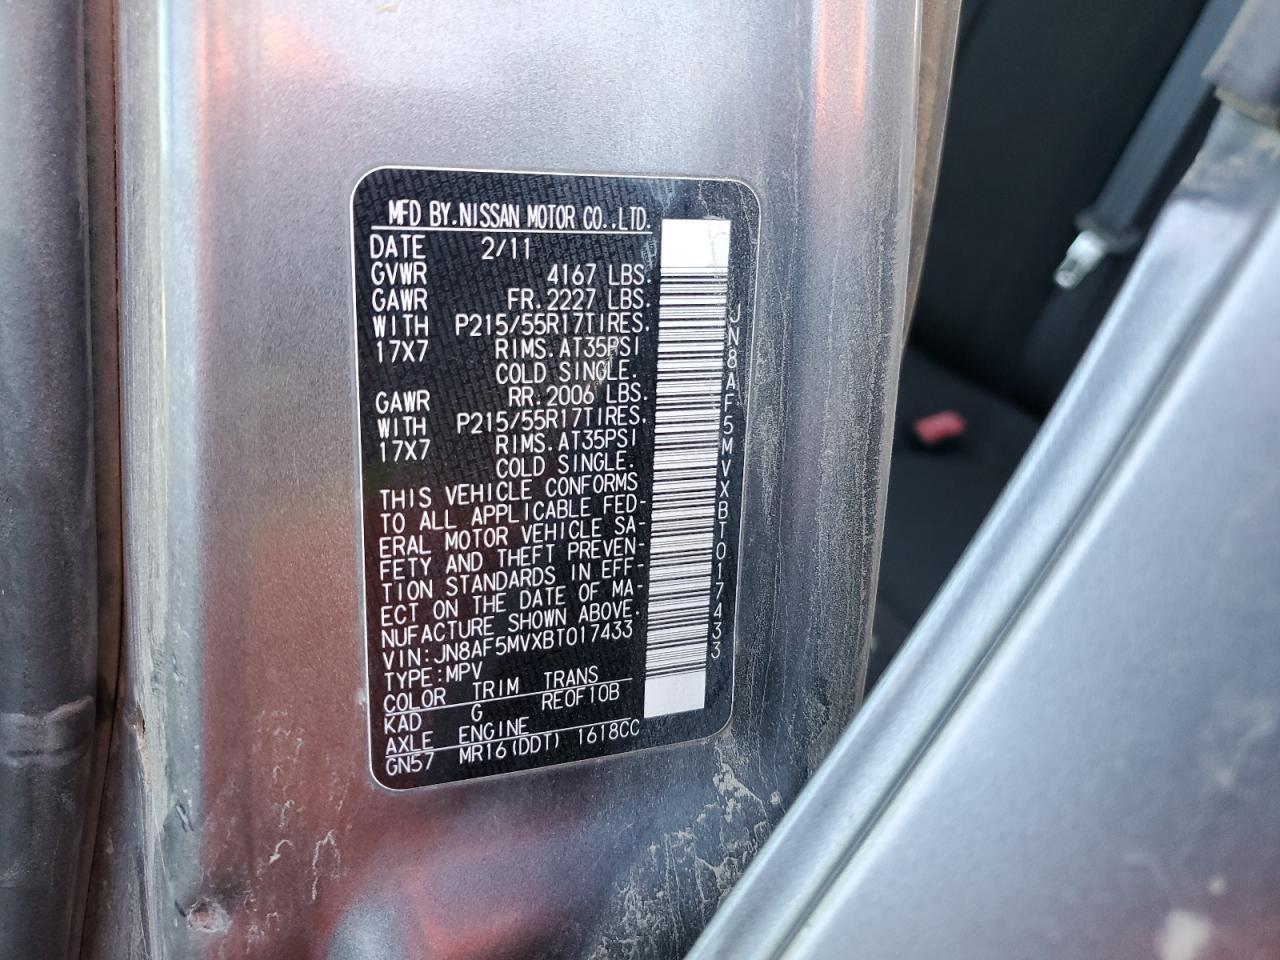 MFD BY.NISSAN MOTOR CO.,LTD.
DATE 2/11
GVWR 4167 LBS.
GAWR FR.2227 LBS.
WITH P215/55R17TIRES.
17X7 RIMS.AT35PSI
COLD SINGLE.
GAWR RR.2006 LBS.
WITH P215/55R17TIRES.
17X7 RIMS.AT35PSI
COLD SINGLE.
THIS VEHICLE CONFORMS
TO ALL APPLICABLE FED-
ERAL MOTOR VEHICLE SA-
FETY AND THEFT PREVEN-
TION STANDARDS IN EFF-
ECT ON THE DATE OF MA-
NUFACTURE SHOWN ABOVE.
VIN:JN8AF5MVXBT017433
TYPE:MPV
COLOR TRIM TRANS
KAD G REOF10B
AXLE ENGINE
GN57 MR16(DDT) 1618CC
JN8AF5MVXBT017433